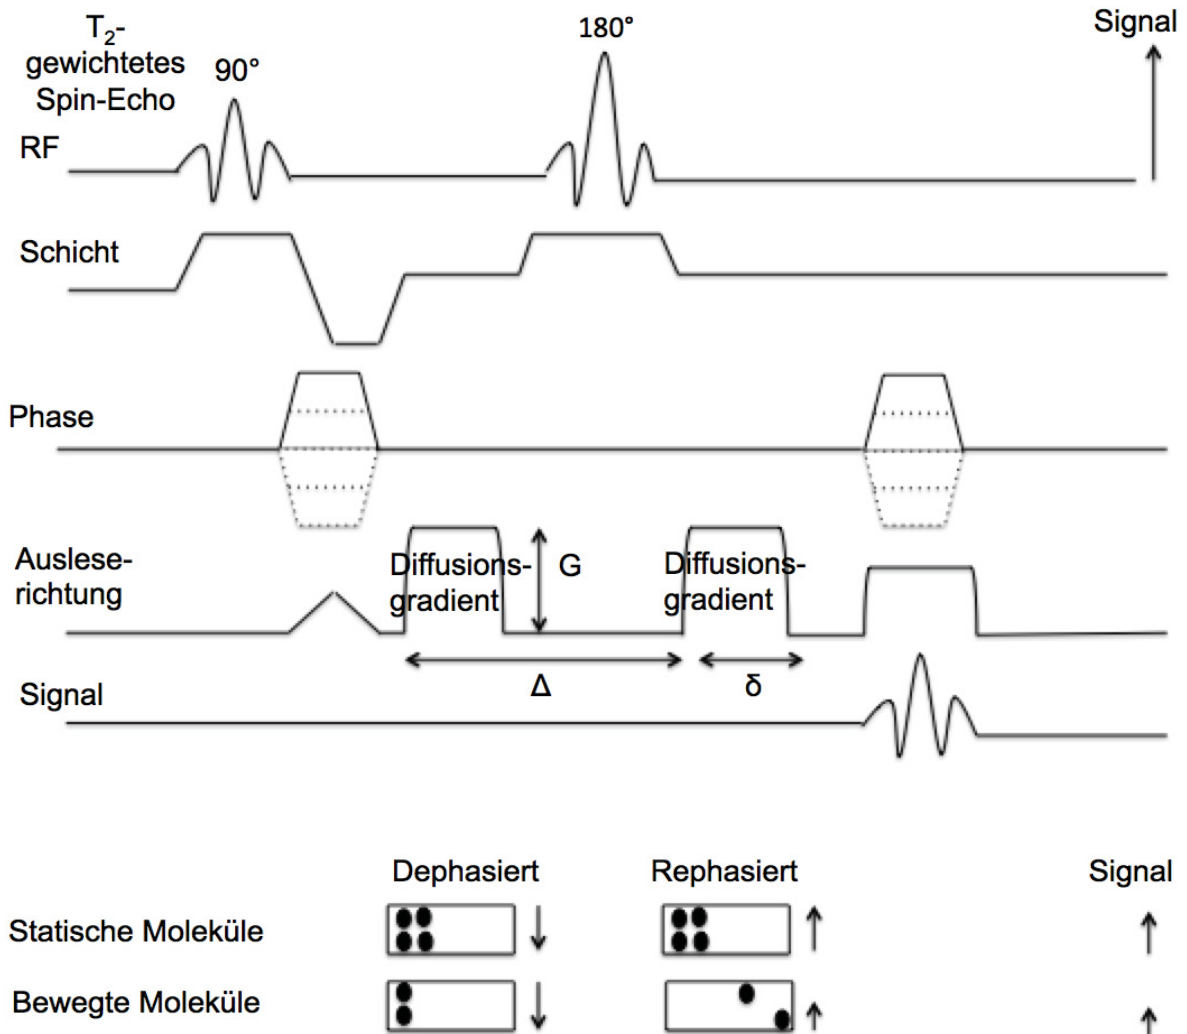 T₂-
gewichtetes
Spin-Echo
90°
180°
Signal
RF
Schicht
Phase
Auslese-
richtung
Diffusions-
gradient
G
Diffusions-
gradient
Δ
δ
Signal
Dephasiert
Rephasiert
Signal
Statische Moleküle
Bewegte Moleküle